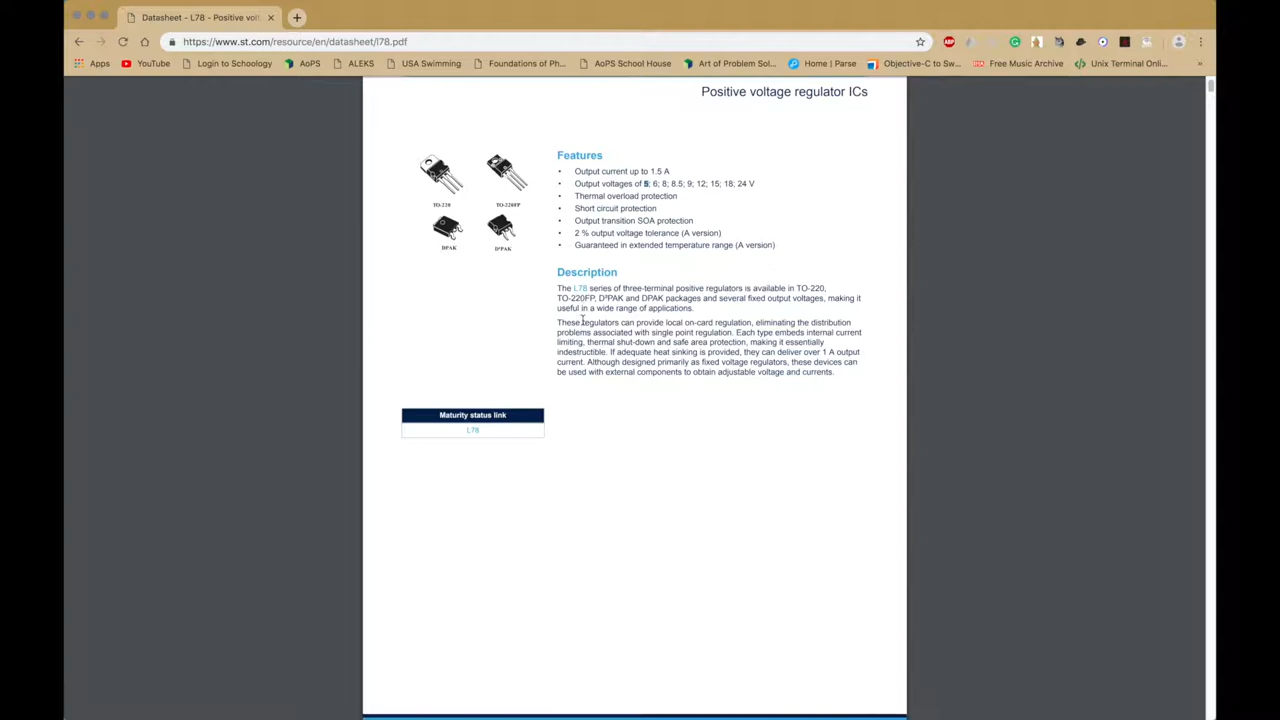 Datasheet - L78 - Positive volt
https://www.st.com/resource/en/datasheet/l78.pdf
ABP
Apps
YouTube
Login to Schoology
AoPS
ALEKS
USA Swimming
Foundations of Ph...
AoPS School House
Art of Problem Sol...
Home | Parse
Objective-C to Sw...
Free Music Archive
Unix Terminal Onli...
»
Positive voltage regulator ICs
TO-220
TO-220FP
DPAK
D²PAK
Features
• Output current up to 1.5 A
• Output voltages of 5; 6; 8; 8.5; 9; 12; 15; 18; 24 V
• Thermal overload protection
• Short circuit protection
• Output transition SOA protection
• 2 % output voltage tolerance (A version)
• Guaranteed in extended temperature range (A version)
Description
The L78 series of three-terminal positive regulators is available in TO-220,
TO-220FP, D²PAK and DPAK packages and several fixed output voltages, making it
useful in a wide range of applications.
These regulators can provide local on-card regulation, eliminating the distribution
problems associated with single point regulation. Each type embeds internal current
limiting, thermal shut-down and safe area protection, making it essentially
indestructible. If adequate heat sinking is provided, they can deliver over 1 A output
current. Although designed primarily as fixed voltage regulators, these devices can
be used with external components to obtain adjustable voltage and currents.
Maturity status link
L78